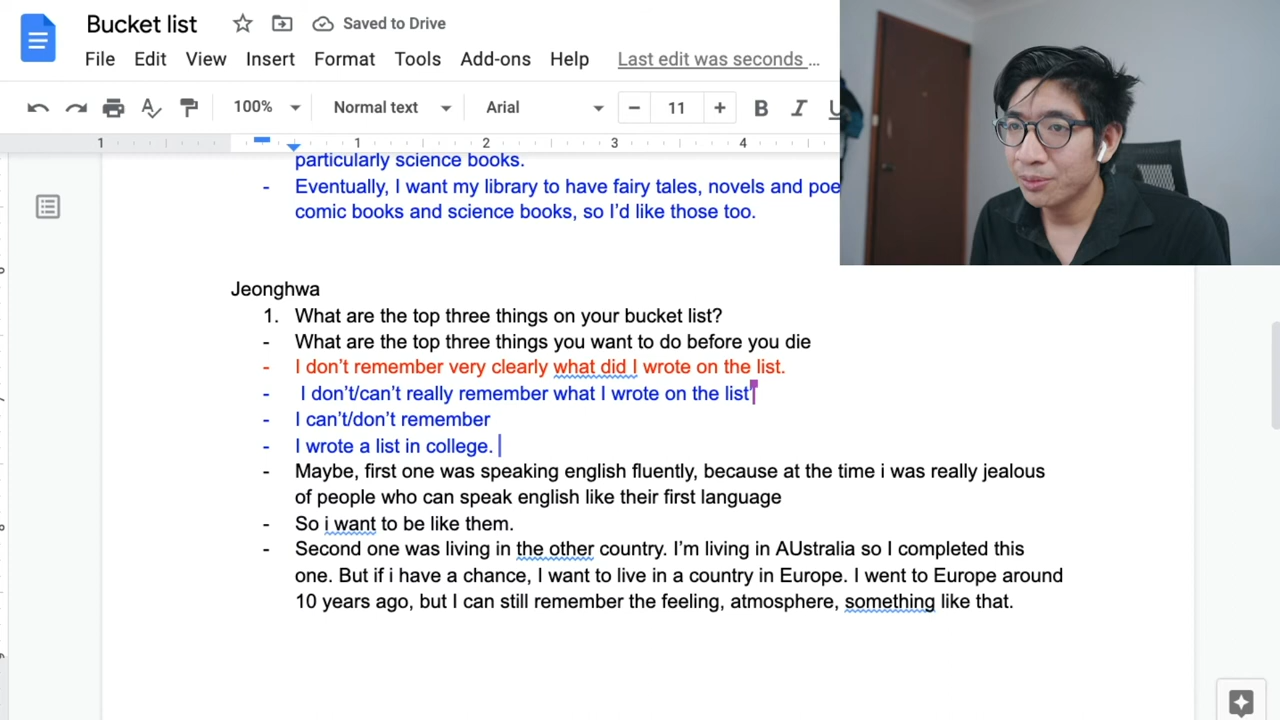 Bucket list
Saved to Drive
File Edit View Insert Format Tools Add-ons Help Last edit was seconds ...
100% Normal text Arial 11 B I U
1 1 2 3 4
particularly science books.
- Eventually, I want my library to have fairy tales, novels and poe
comic books and science books, so I'd like those too.
Jeonghwa
1. What are the top three things on your bucket list?
- What are the top three things you want to do before you die
- I don't remember very clearly what did I wrote on the list.
- I don't/can't really remember what I wrote on the list'
- I can't/don't remember
- I wrote a list in college.
- Maybe, first one was speaking english fluently, because at the time i was really jealous
of people who can speak english like their first language
- So i want to be like them.
- Second one was living in the other country. I'm living in AUstralia so I completed this
one. But if i have a chance, I want to live in a country in Europe. I went to Europe around
10 years ago, but I can still remember the feeling, atmosphere, something like that.